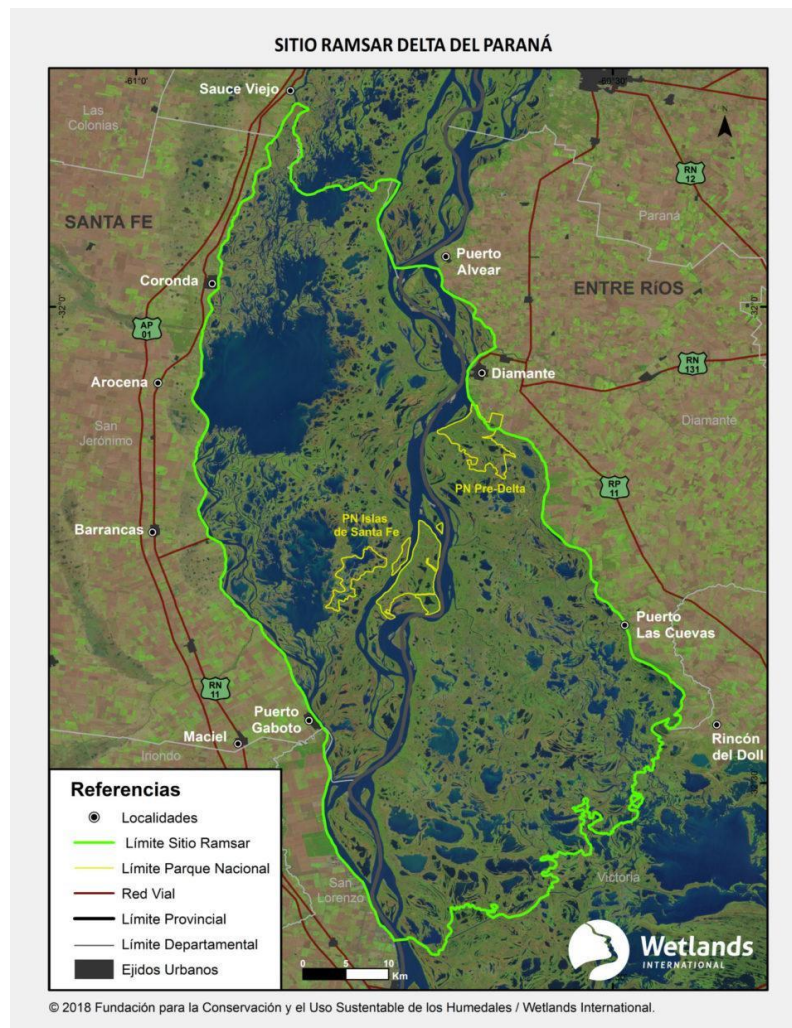 SITIO RAMSAR DELTA DEL PARANÁ
-61°0'
Sauce Viejo
Las
Colonias
RN
12
Paraná
SANTA FE
Puerto
Alvear
ENTRE RíOS
Coronda
-32°0'
AP
01
RN
131
Arocena
Diamante
San
Jerónimo
Diamante
RP
11
PN Pre-Delta
PN Islas
de Santa Fe
Barrancas
Puerto
Las Cuevas
RN
11
Puerto
Gaboto
Maciel
Rincón
del Doll
Iriondo
Referencias
Localidades
Límite Sitio Ramsar
Límite Parque Nacional
Red Vial
Límite Provincial
Límite Departamental
Ejidos Urbanos
San
Lorenzo
Victoria
0 5 10
Km
Wetlands
INTERNATIONAL
© 2018 Fundación para la Conservación y el Uso Sustentable de los Humedales / Wetlands International.